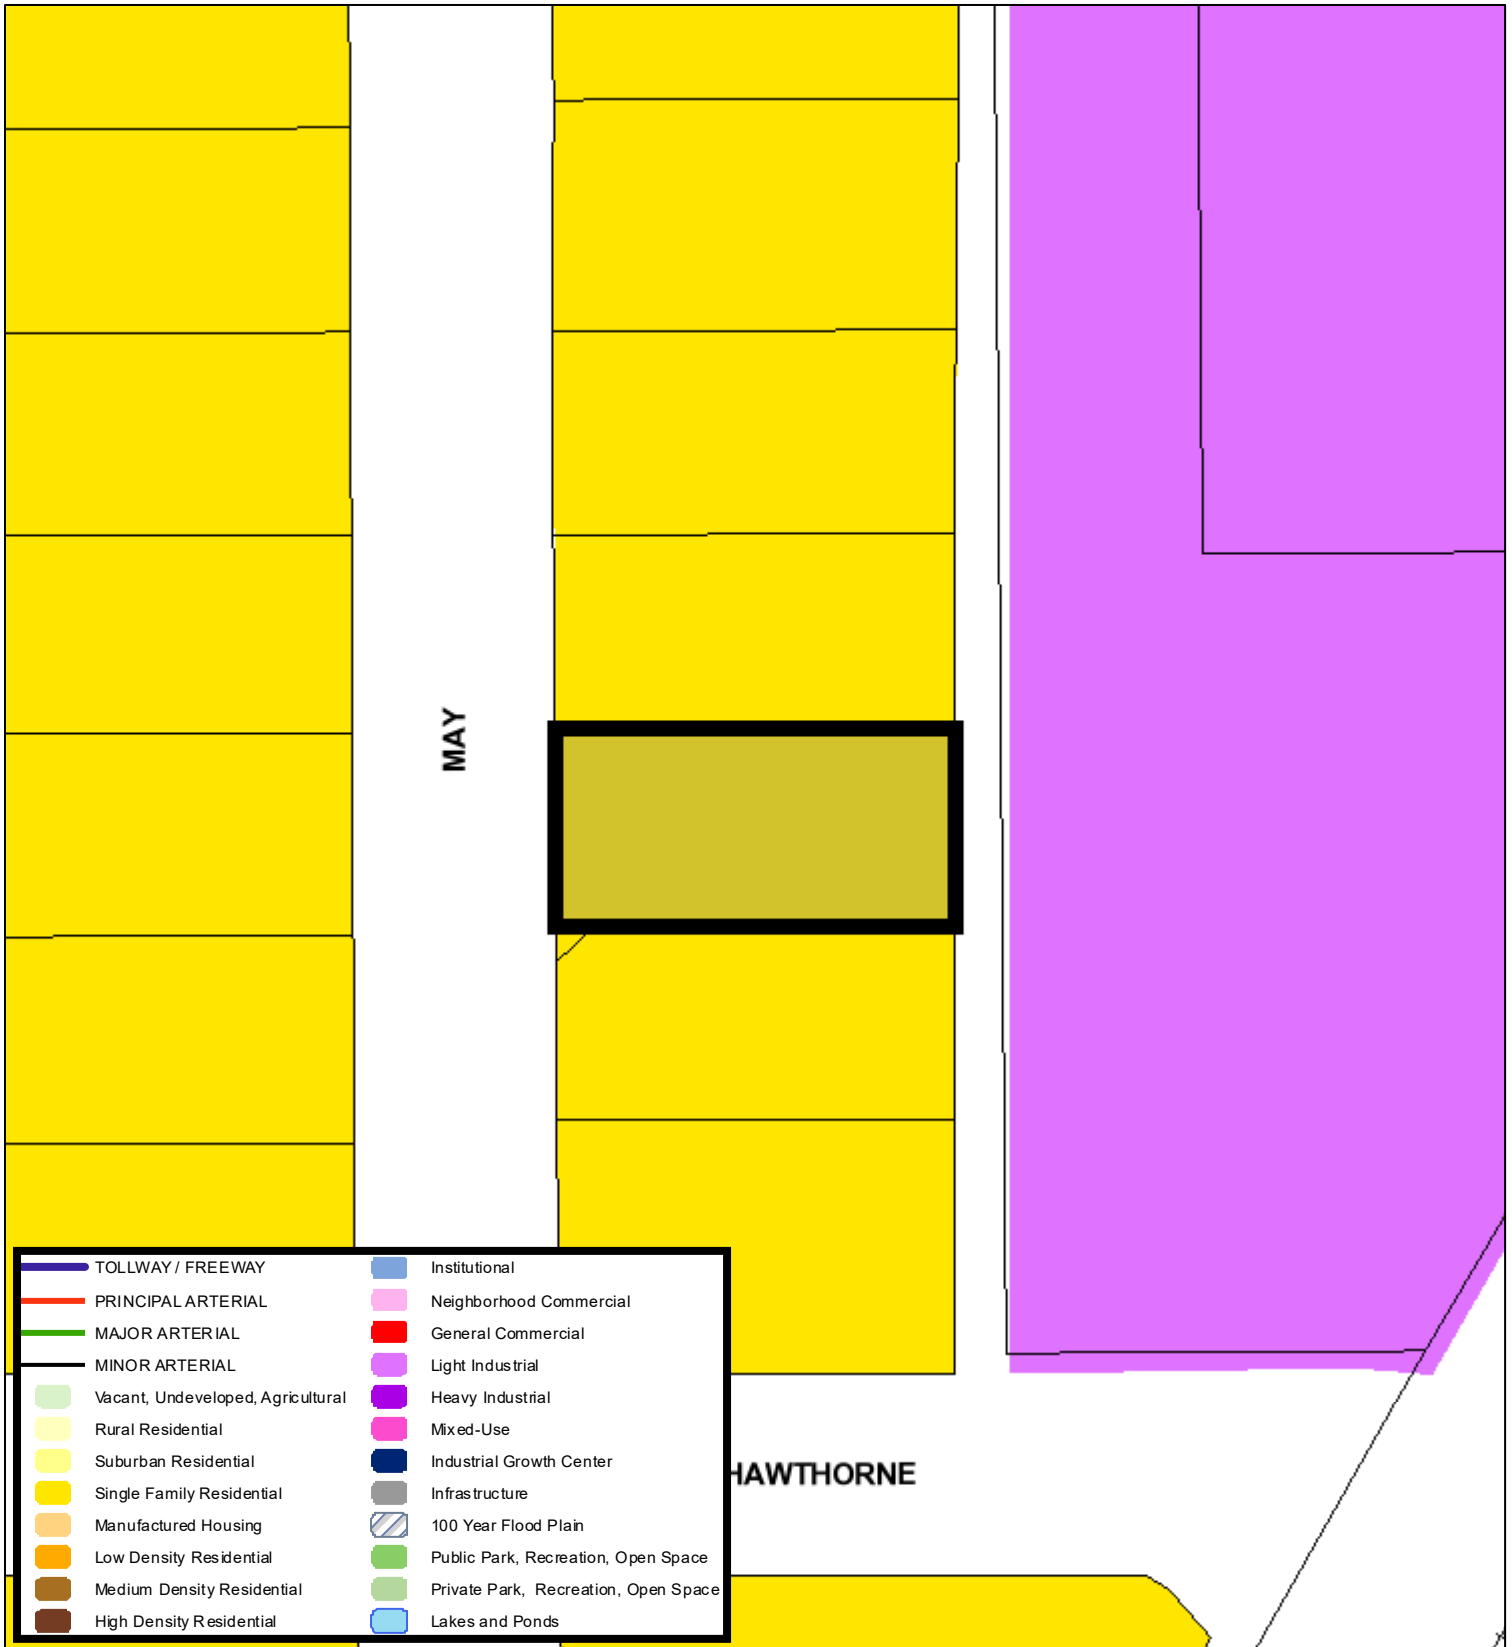 MAY
TOLLWAY / FREEWAY
PRINCIPAL ARTERIAL
MAJOR ARTERIAL
MINOR ARTERIAL
Vacant, Undeveloped, Agricultural
Rural Residential
Suburban Residential
Single Family Residential
Manufactured Housing
Low Density Residential
Medium Density Residential
High Density Residential
Institutional
Neighborhood Commercial
General Commercial
Light Industrial
Heavy Industrial
Mixed-Use
Industrial Growth Center
Infrastructure
100 Year Flood Plain
Public Park, Recreation, Open Space
Private Park, Recreation, Open Space
Lakes and Ponds
HAWTHORNE